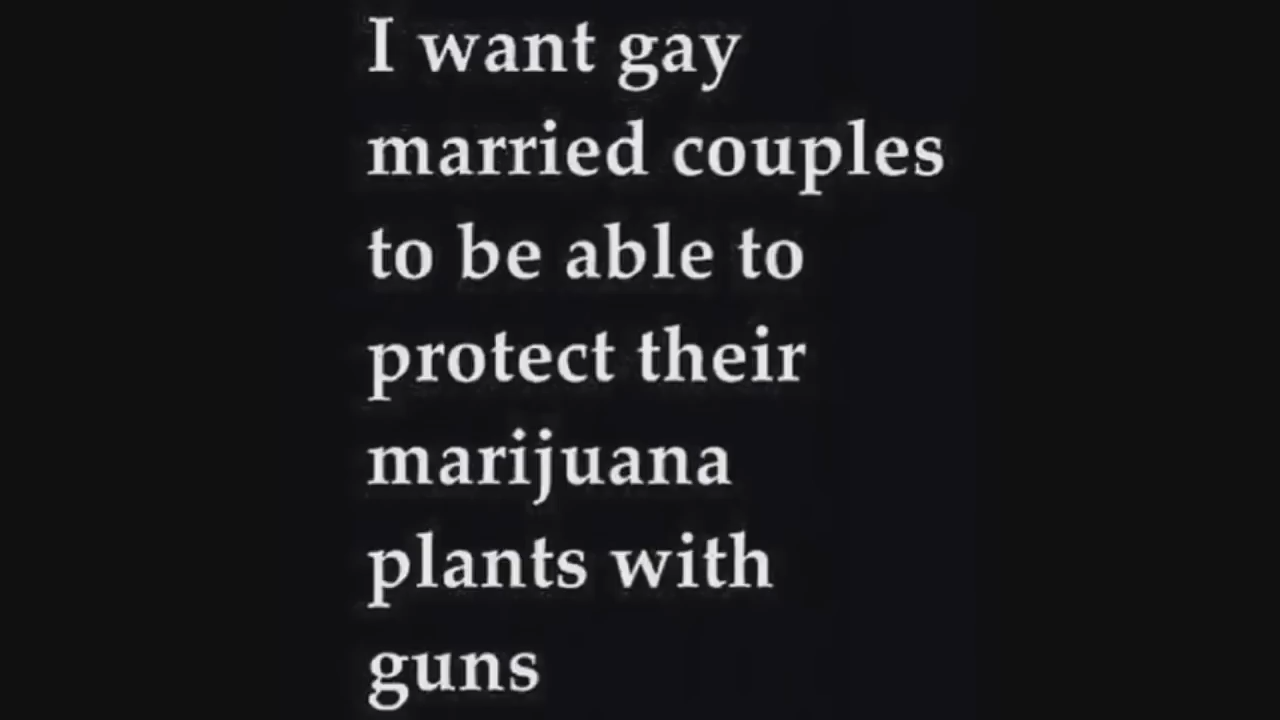 I want gay
married couples
to be able to
protect their
marijuana
plants with
guns